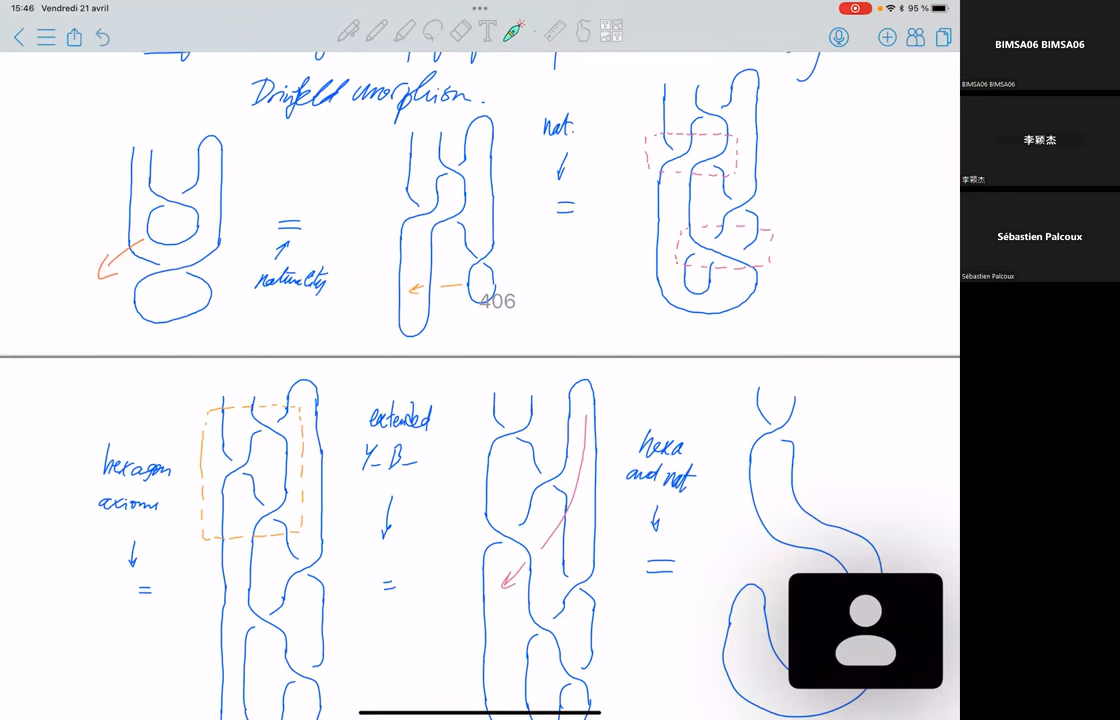 15:46 Vendredi 21 avril
95 %
BIMSA06 BIMSA06
BIMSA06 BIMSA06
李颖杰
李颖杰
Sébastien Palcoux
Sébastien Palcoux
Drinfeld morphism.
=
naturality
nat.
=
406
hexagon
axioms
=
extended
Y_B_
=
hexa
and nat
=